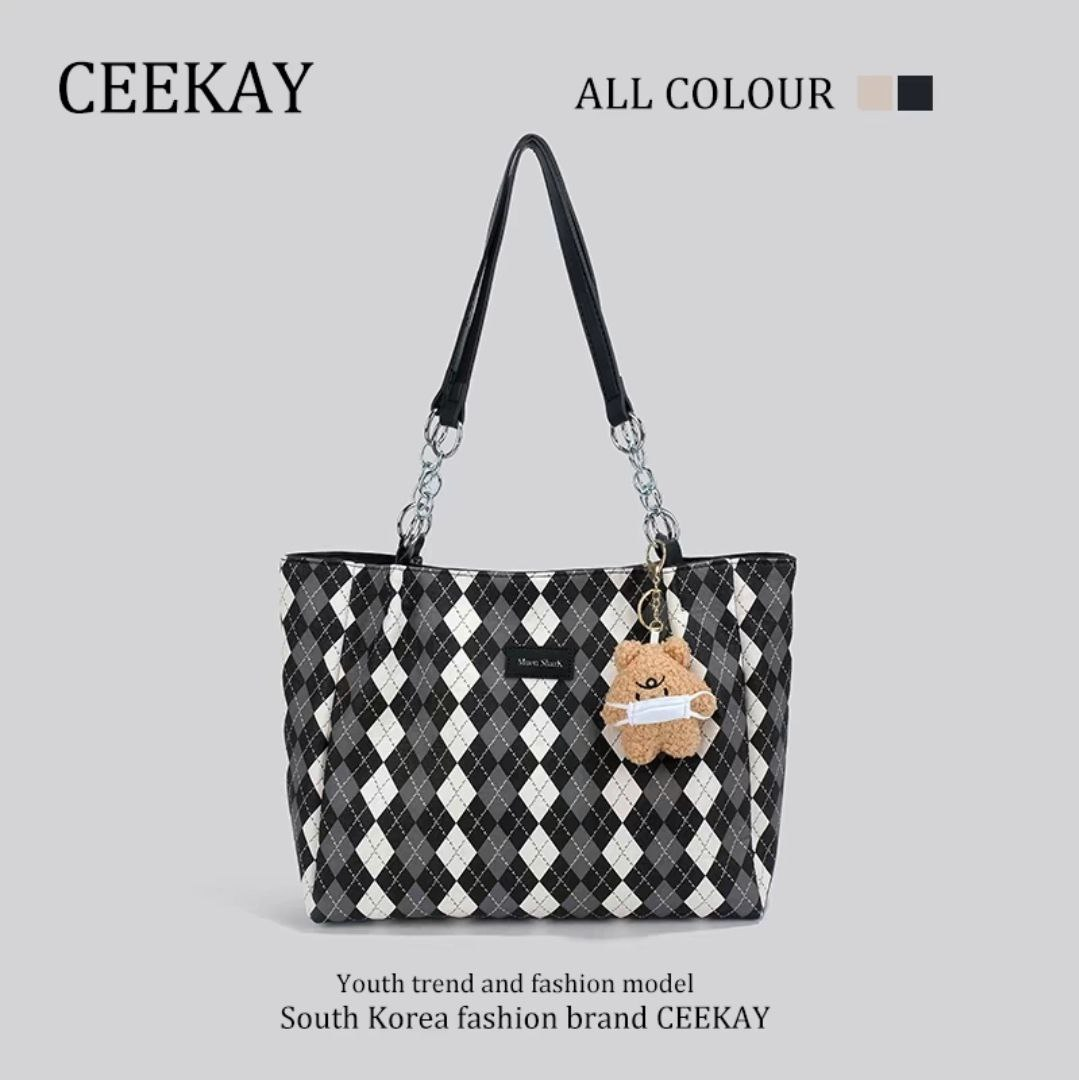 CEEKAY
ALL COLOUR
Youth trend and fashion model
South Korea fashion brand CEEKAY